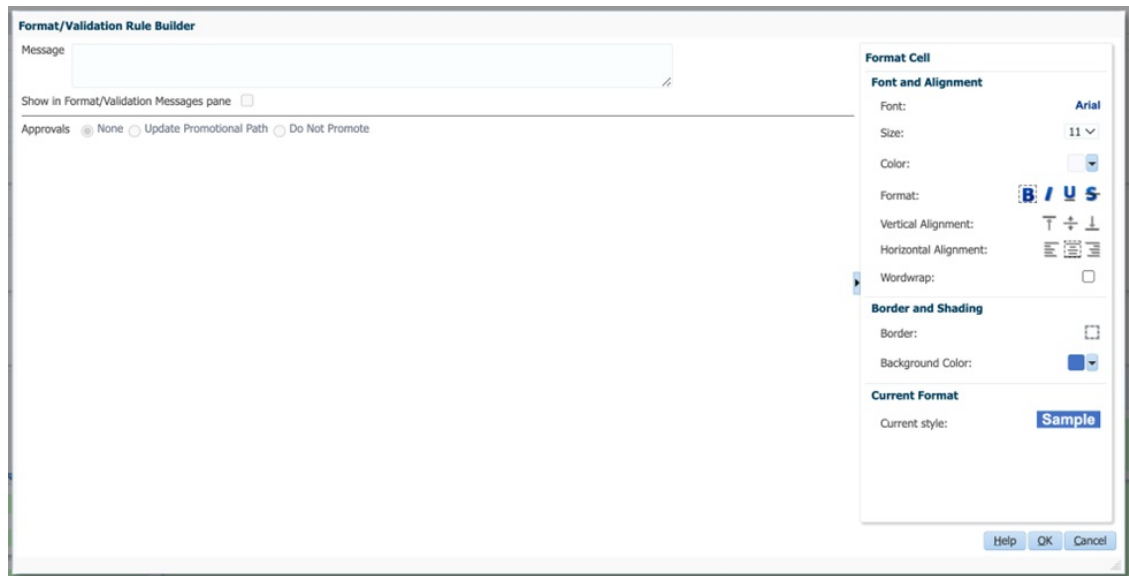 Format/Validation Rule Builder
Message
Show in Format/Validation Messages pane
Approvals None Update Promotional Path Do Not Promote
Format Cell
Font and Alignment
Font: Arial
Size: 11
Color:
Format: B I U S
Vertical Alignment:
Horizontal Alignment:
Wordwrap:
Border and Shading
Border:
Background Color:
Current Format
Current style: Sample
Help OK Cancel